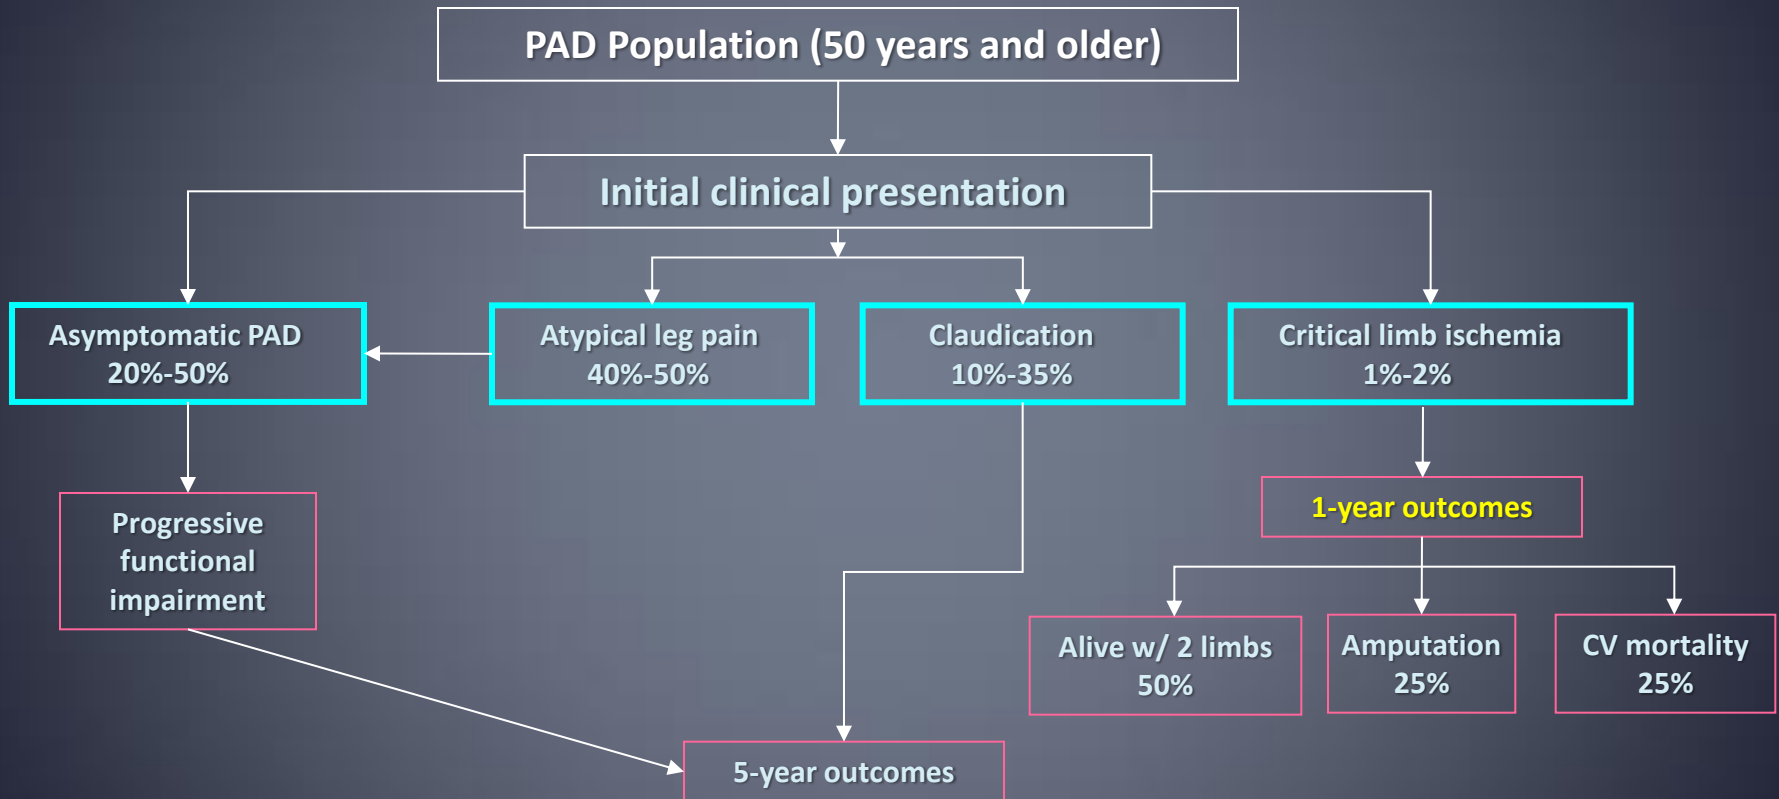 PAD Population (50 years and older)
Initial clinical presentation
Asymptomatic PAD
20%-50%
Atypical leg pain
40%-50%
Claudication
10%-35%
Critical limb ischemia
1%-2%
Progressive
functional
impairment
1-year outcomes
Alive w/ 2 limbs
50%
Amputation
25%
CV mortality
25%
5-year outcomes